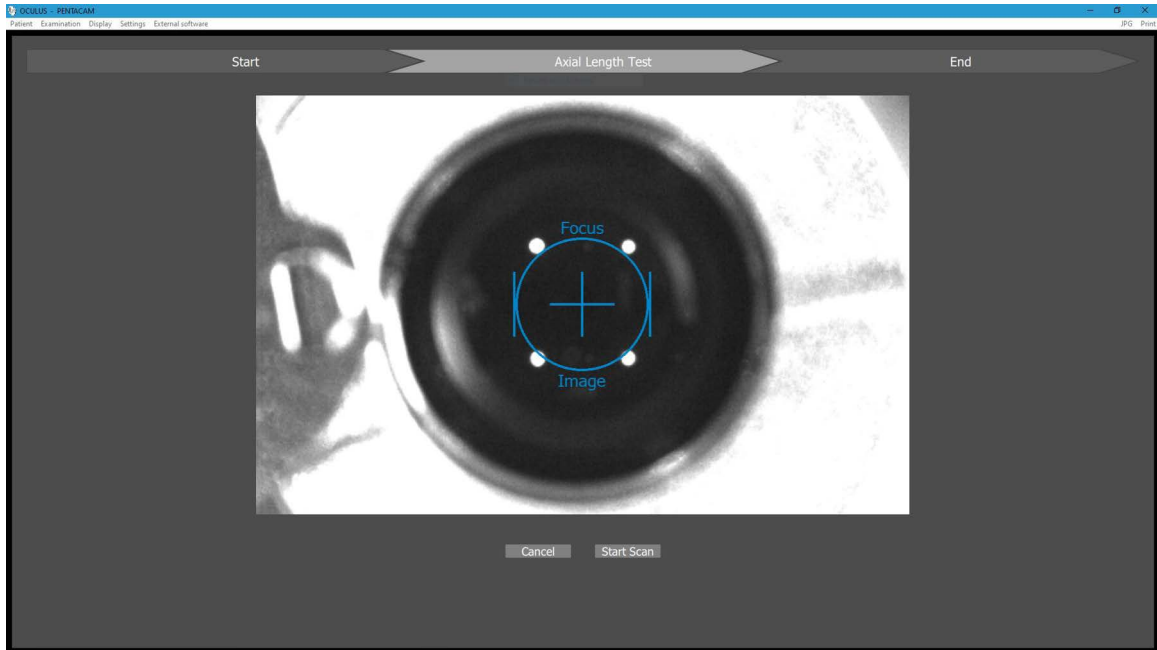 OCULUS - PENTACAM
Patient Examination Display Settings External software JPG Print
Start Axial Length Test End
Focus
Image
Cancel Start Scan